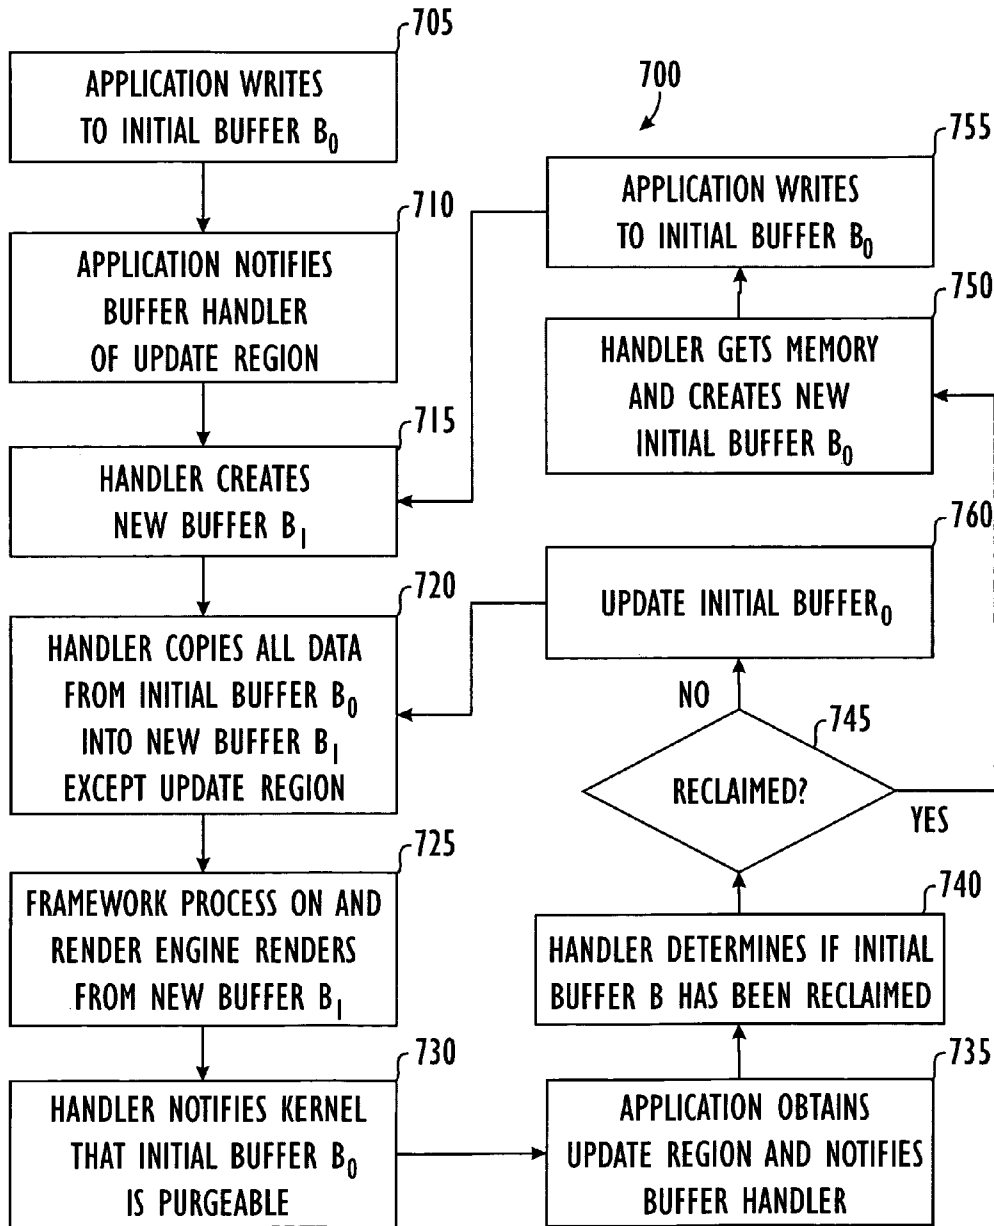 705
APPLICATION WRITES
TO INITIAL BUFFER B0
710
APPLICATION NOTIFIES
BUFFER HANDLER
OF UPDATE REGION
715
HANDLER CREATES
NEW BUFFER B1
720
HANDLER COPIES ALL DATA
FROM INITIAL BUFFER B0
INTO NEW BUFFER B1
EXCEPT UPDATE REGION
725
FRAMEWORK PROCESS ON AND
RENDER ENGINE RENDERS
FROM NEW BUFFER B1
730
HANDLER NOTIFIES KERNEL
THAT INITIAL BUFFER B0
IS PURGEABLE
700
755
APPLICATION WRITES
TO INITIAL BUFFER B0
750
HANDLER GETS MEMORY
AND CREATES NEW
INITIAL BUFFER B0
760
UPDATE INITIAL BUFFER0
NO
745
RECLAIMED?
YES
740
HANDLER DETERMINES IF INITIAL
BUFFER B HAS BEEN RECLAIMED
735
APPLICATION OBTAINS
UPDATE REGION AND NOTIFIES
BUFFER HANDLER